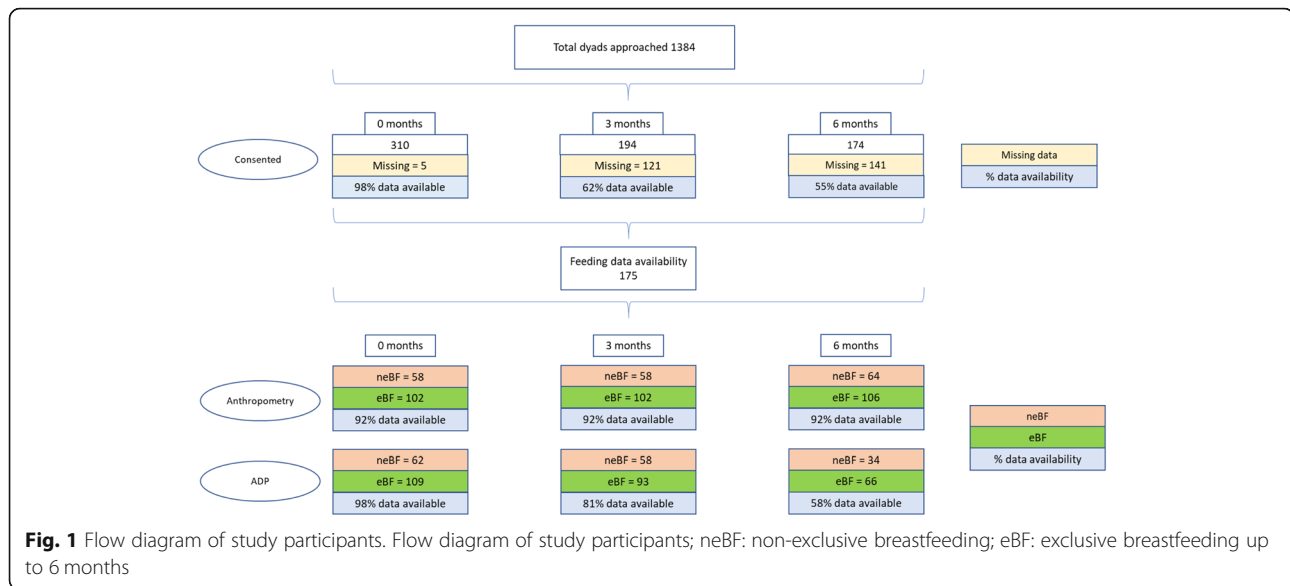 Total dyads approached 1384
0 months
3 months
6 months
Consented
310
194
174
Missing = 5
Missing = 121
Missing = 141
98% data available
62% data available
55% data available
Missing data
% data availability
Feeding data availability
175
0 months
3 months
6 months
Anthropometry
neBF = 58
neBF = 58
neBF = 64
eBF = 102
eBF = 102
eBF = 106
92% data available
92% data available
92% data available
ADP
neBF = 62
neBF = 58
neBF = 34
eBF = 109
eBF = 93
eBF = 66
98% data available
81% data available
58% data available
neBF
eBF
% data availability
Fig. 1 Flow diagram of study participants. Flow diagram of study participants; neBF: non-exclusive breastfeeding; eBF: exclusive breastfeeding up
to 6 months